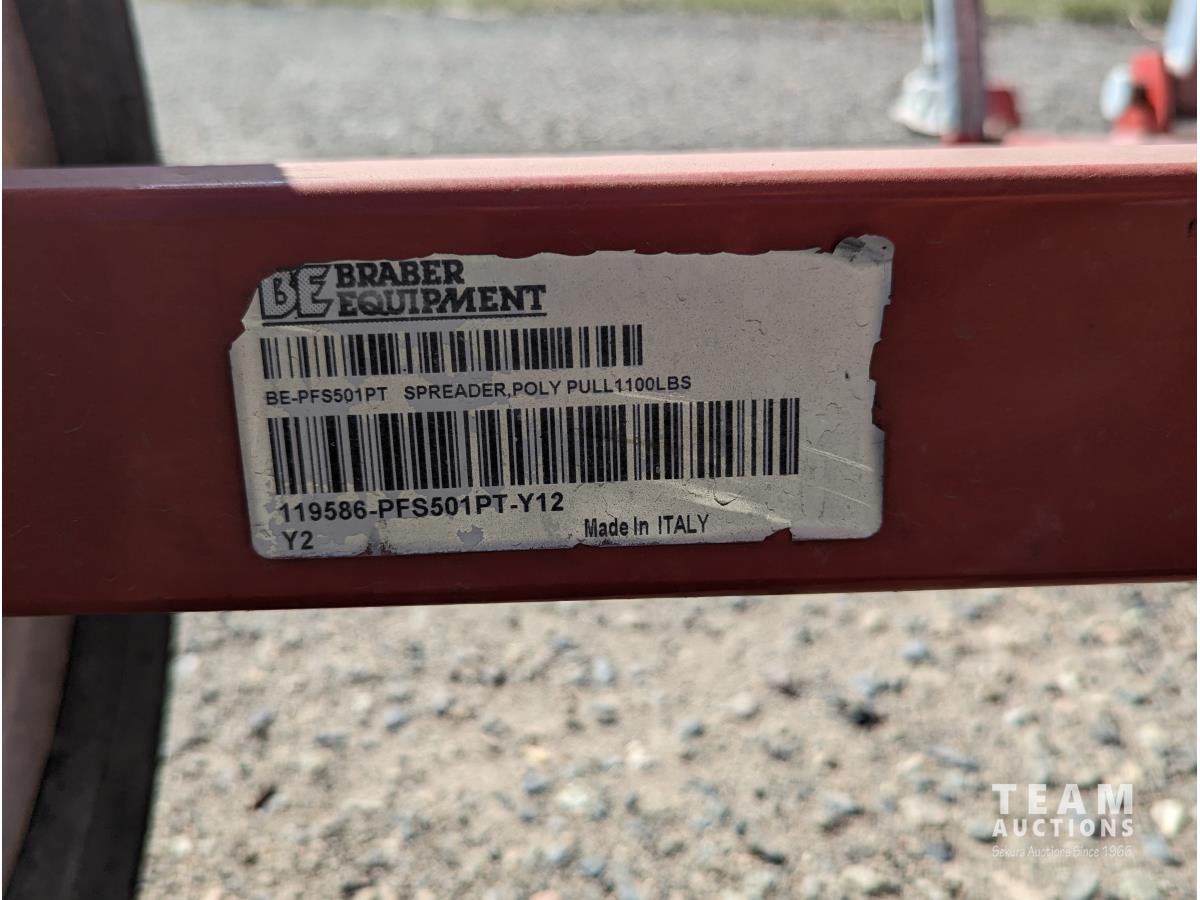 BE BRABER
EQUIPMENT
BE-PFS501PT SPREADER,POLY PULL1100LBS
119586-PFS501PT-Y12
Y2 Made In ITALY
TEAM
AUCTIONS
Sekura Auctions Since 1966